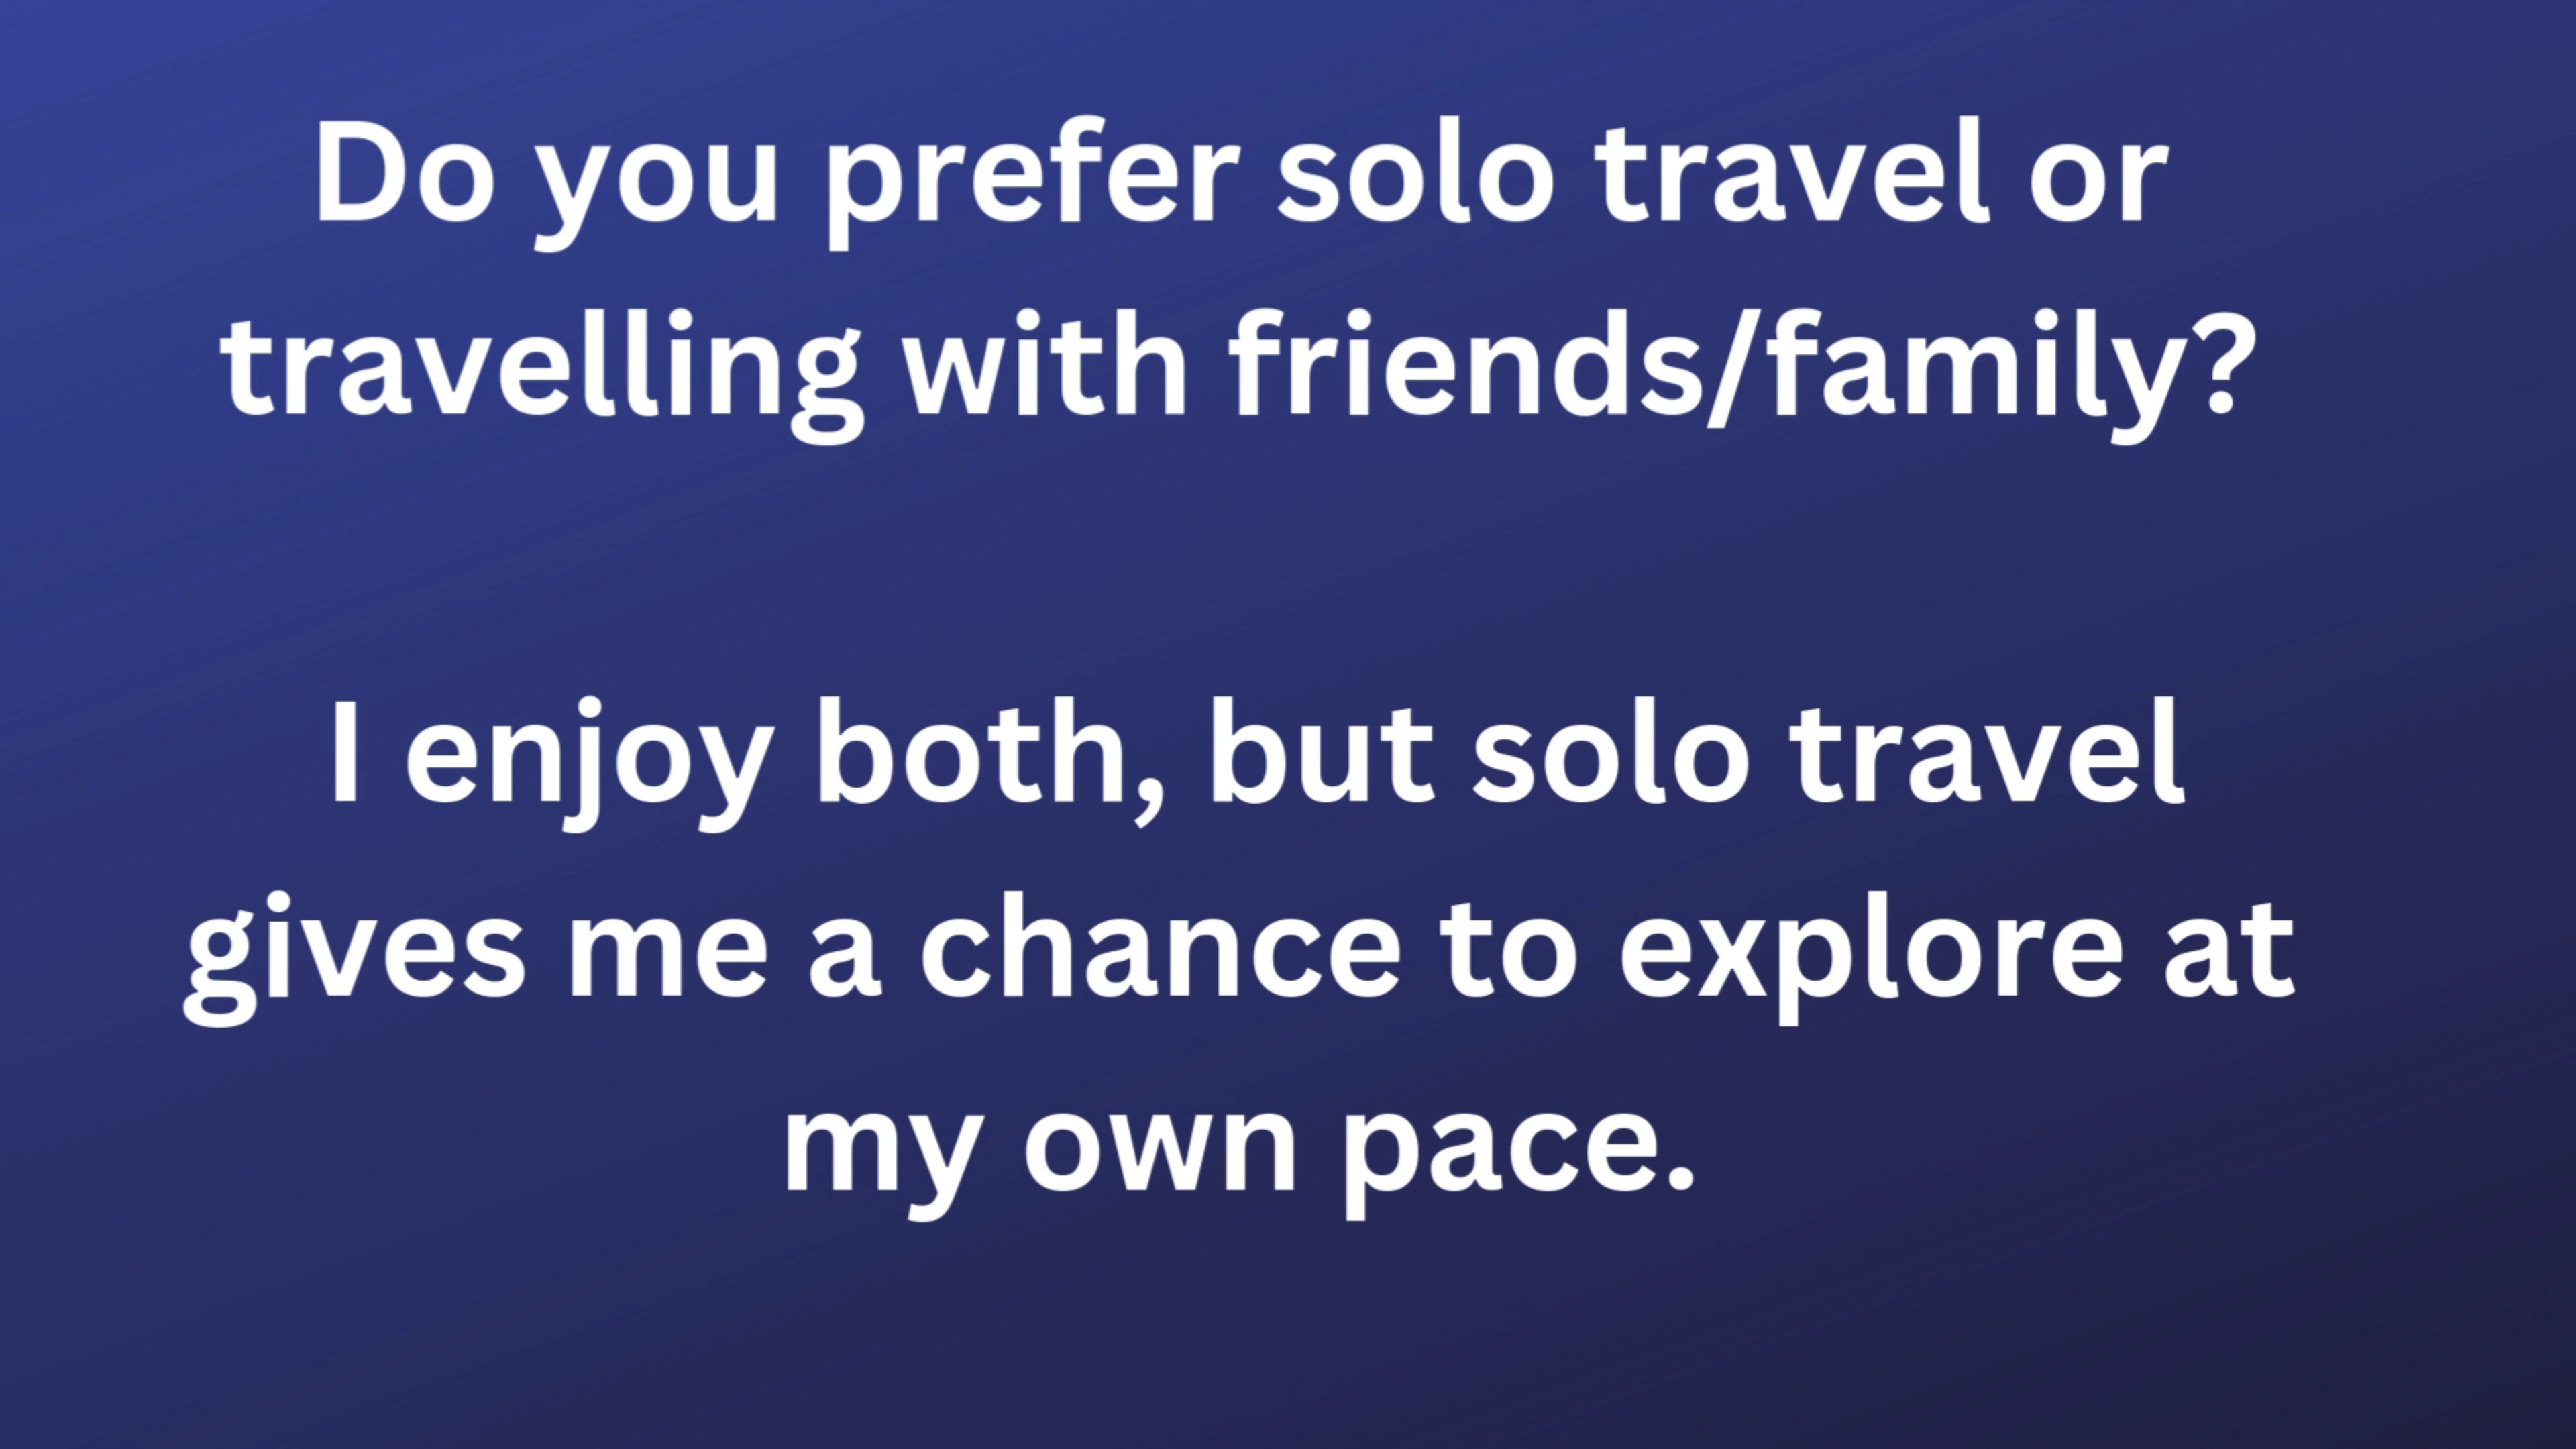 Do you prefer solo travel or
travelling with friends/family?
I enjoy both, but solo travel
gives me a chance to explore at
my own pace.